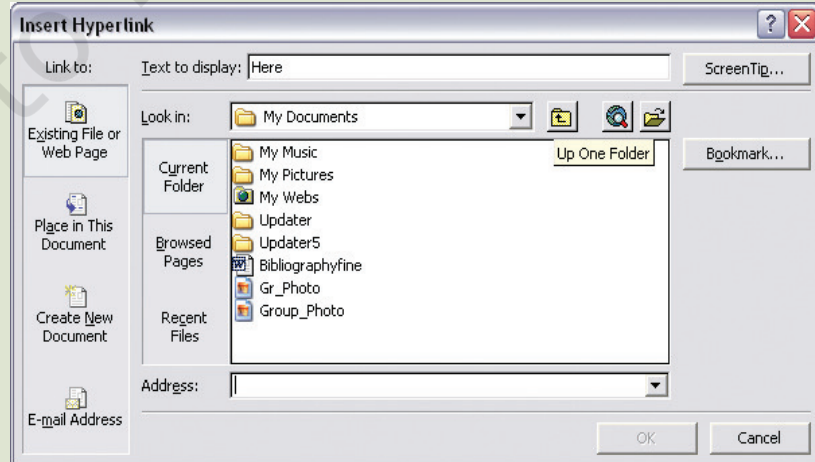 Insert Hyperlink
Link to:
Text to display: Here
ScreenTip...
Existing File or
Web Page
Place in This
Document
Create New
Document
E-mail Address
Look in: My Documents
Up One Folder
Bookmark...
Current
Folder
Browsed
Pages
Recent
Files
My Music
My Pictures
My Webs
Updater
Updater5
Bibliographyfine
Gr_Photo
Group_Photo
Address:
OK
Cancel